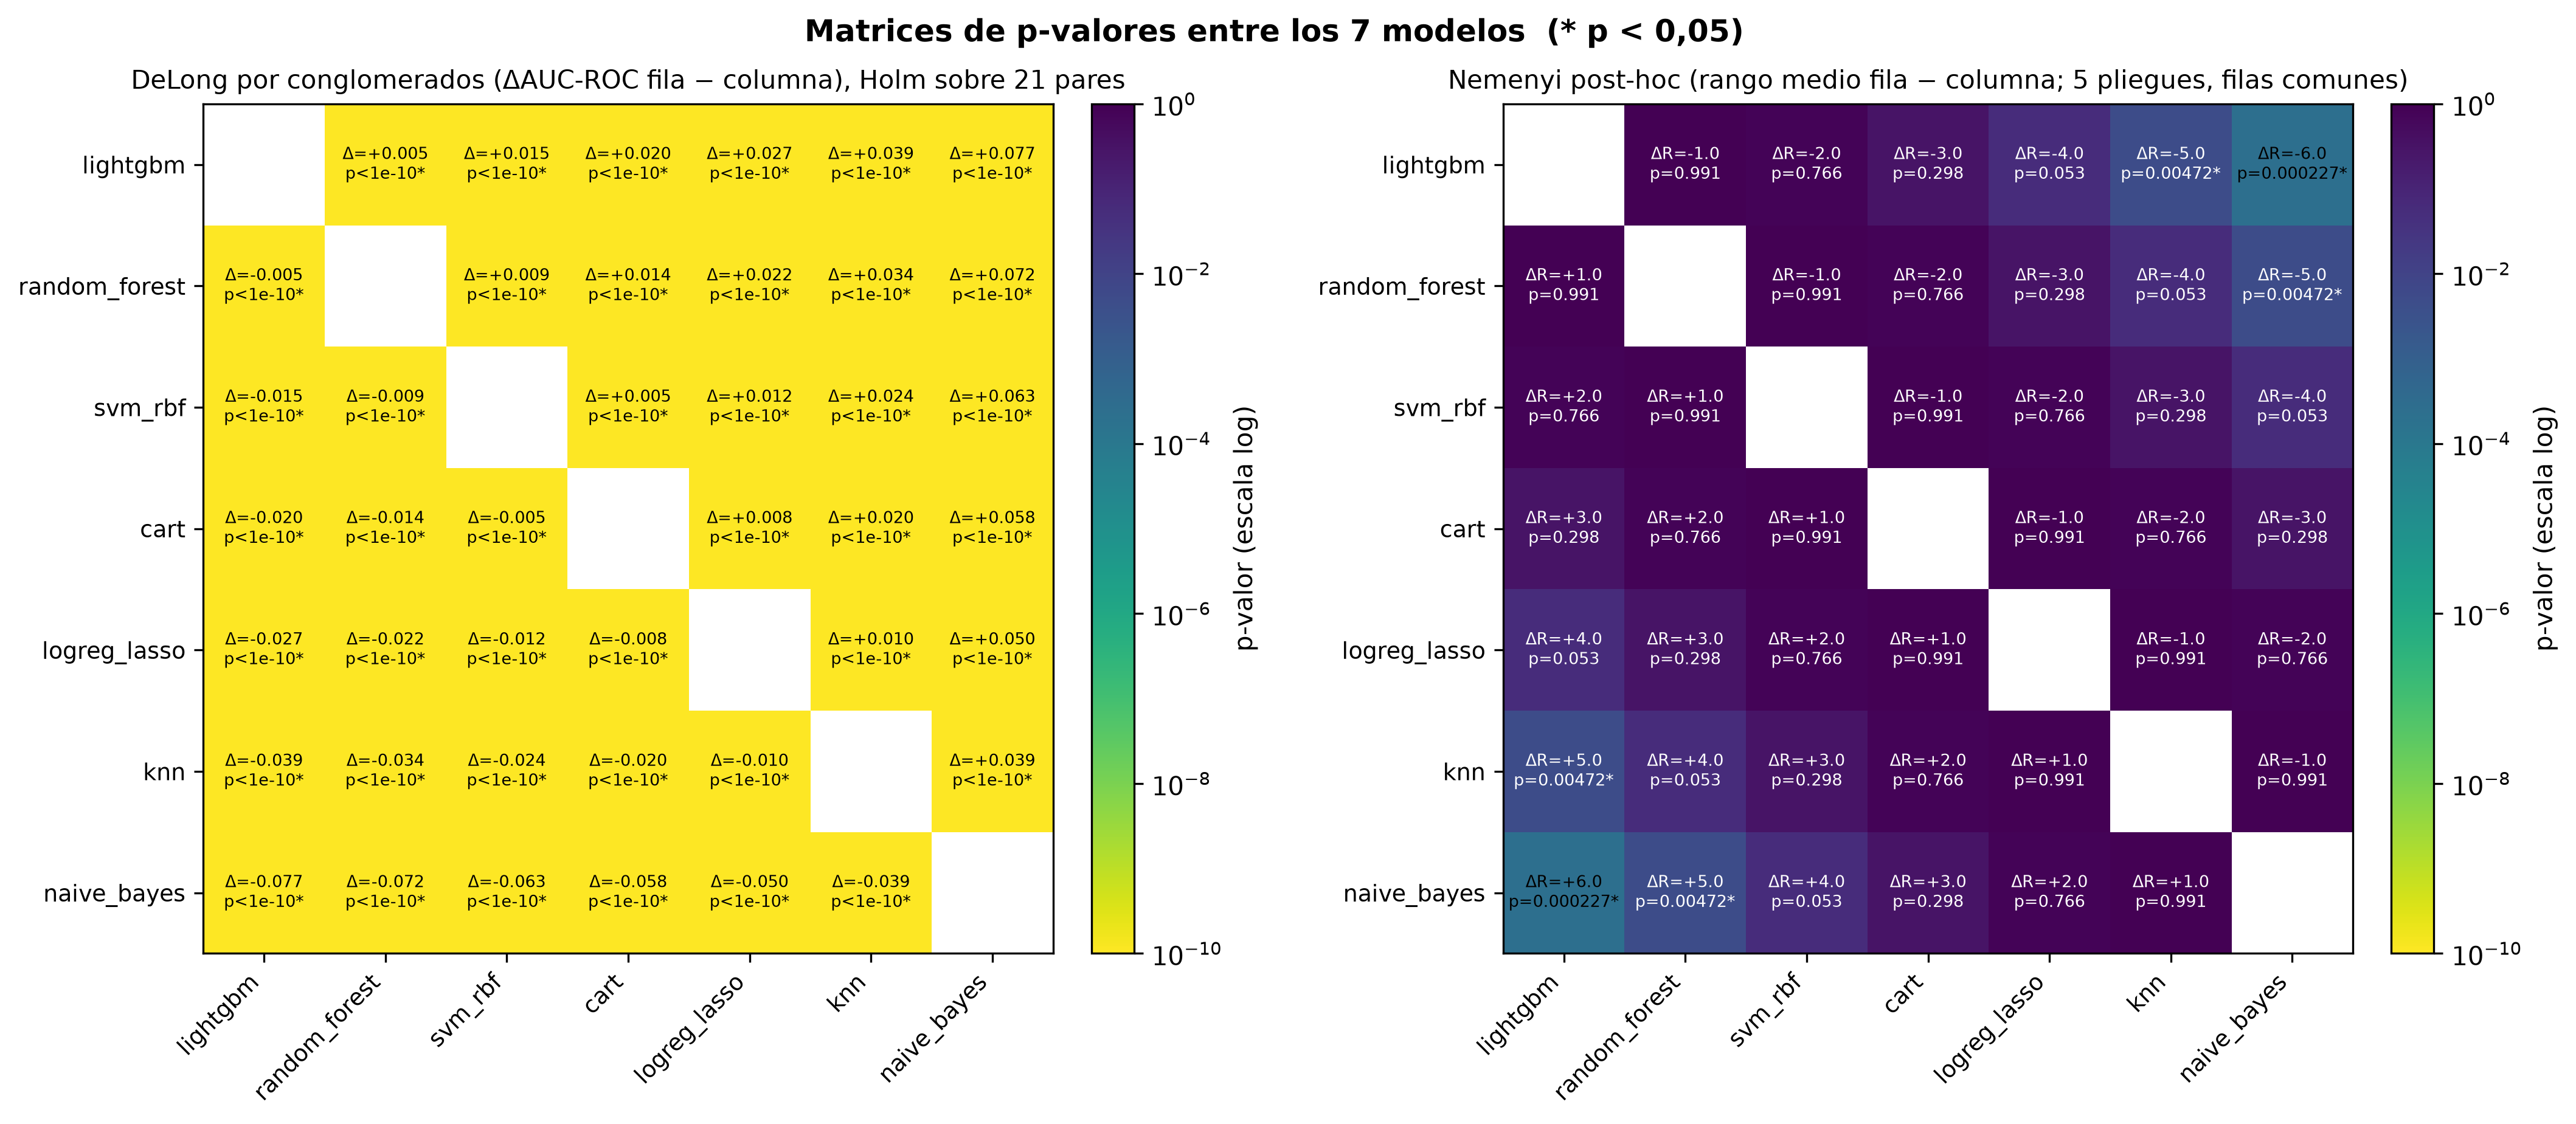 Matrices de p-valores entre los 7 modelos (* p < 0,05)
DeLong por conglomerados (ΔAUC-ROC fila − columna), Holm sobre 21 pares
lightgbm
Δ=+0.005 Δ=+0.015 Δ=+0.020 Δ=+0.027 Δ=+0.039 Δ=+0.077
p<1e-10* p<1e-10* p<1e-10* p<1e-10* p<1e-10* p<1e-10*
random_forest
Δ=-0.005 Δ=+0.009 Δ=+0.014 Δ=+0.022 Δ=+0.034 Δ=+0.072
p<1e-10* p<1e-10* p<1e-10* p<1e-10* p<1e-10* p<1e-10*
svm_rbf
Δ=-0.015 Δ=-0.009 Δ=+0.005 Δ=+0.012 Δ=+0.024 Δ=+0.063
p<1e-10* p<1e-10* p<1e-10* p<1e-10* p<1e-10* p<1e-10*
cart
Δ=-0.020 Δ=-0.014 Δ=-0.005 Δ=+0.008 Δ=+0.020 Δ=+0.058
p<1e-10* p<1e-10* p<1e-10* p<1e-10* p<1e-10* p<1e-10*
logreg_lasso
Δ=-0.027 Δ=-0.022 Δ=-0.012 Δ=-0.008 Δ=+0.010 Δ=+0.050
p<1e-10* p<1e-10* p<1e-10* p<1e-10* p<1e-10* p<1e-10*
knn
Δ=-0.039 Δ=-0.034 Δ=-0.024 Δ=-0.020 Δ=-0.010 Δ=+0.039
p<1e-10* p<1e-10* p<1e-10* p<1e-10* p<1e-10* p<1e-10*
naive_bayes
Δ=-0.077 Δ=-0.072 Δ=-0.063 Δ=-0.058 Δ=-0.050 Δ=-0.039
p<1e-10* p<1e-10* p<1e-10* p<1e-10* p<1e-10* p<1e-10*
lightgbm
random_forest
svm_rbf
cart
logreg_lasso
knn
naive_bayes
10⁰
10⁻²
10⁻⁴
10⁻⁶
10⁻⁸
10⁻¹⁰
p-valor (escala log)
Nemenyi post-hoc (rango medio fila − columna; 5 pliegues, filas comunes)
lightgbm
ΔR=-1.0 ΔR=-2.0 ΔR=-3.0 ΔR=-4.0 ΔR=-5.0 ΔR=-6.0
p=0.991 p=0.766 p=0.298 p=0.053 p=0.00472* p=0.000227*
random_forest
ΔR=+1.0 ΔR=-1.0 ΔR=-2.0 ΔR=-3.0 ΔR=-4.0 ΔR=-5.0
p=0.991 p=0.991 p=0.766 p=0.298 p=0.053 p=0.00472*
svm_rbf
ΔR=+2.0 ΔR=+1.0 ΔR=-1.0 ΔR=-2.0 ΔR=-3.0 ΔR=-4.0
p=0.766 p=0.991 p=0.991 p=0.766 p=0.298 p=0.053
cart
ΔR=+3.0 ΔR=+2.0 ΔR=+1.0 ΔR=-1.0 ΔR=-2.0 ΔR=-3.0
p=0.298 p=0.766 p=0.991 p=0.991 p=0.766 p=0.298
logreg_lasso
ΔR=+4.0 ΔR=+3.0 ΔR=+2.0 ΔR=+1.0 ΔR=-1.0 ΔR=-2.0
p=0.053 p=0.298 p=0.766 p=0.991 p=0.991 p=0.766
knn
ΔR=+5.0 ΔR=+4.0 ΔR=+3.0 ΔR=+2.0 ΔR=+1.0 ΔR=-1.0
p=0.00472* p=0.053 p=0.298 p=0.766 p=0.991 p=0.991
naive_bayes
ΔR=+6.0 ΔR=+5.0 ΔR=+4.0 ΔR=+3.0 ΔR=+2.0 ΔR=+1.0
p=0.000227* p=0.00472* p=0.053 p=0.298 p=0.766 p=0.991
lightgbm
random_forest
svm_rbf
cart
logreg_lasso
knn
naive_bayes
10⁰
10⁻²
10⁻⁴
10⁻⁶
10⁻⁸
10⁻¹⁰
p-valor (escala log)